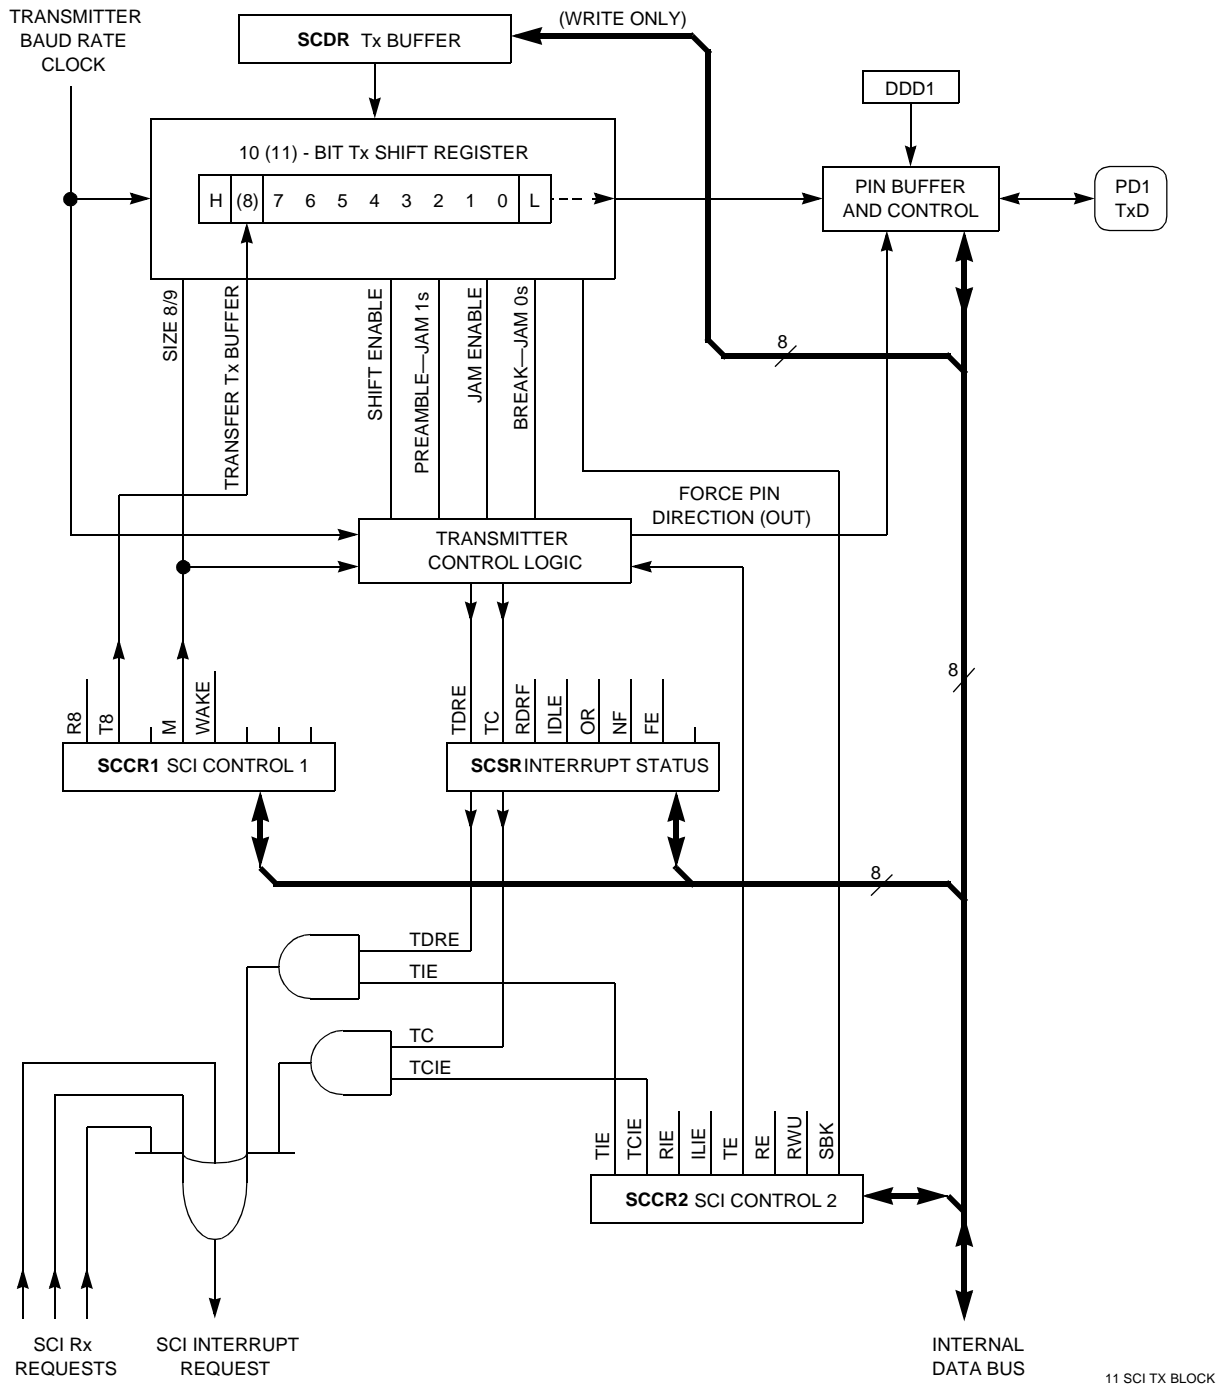 TRANSMITTER
BAUD RATE
CLOCK
(WRITE ONLY)
SCDR Tx BUFFER
DDD1
10 (11) - BIT Tx SHIFT REGISTER
H (8) 7 6 5 4 3 2 1 0 L
PIN BUFFER
AND CONTROL
PD1
TxD
SIZE 8/9
TRANSFER Tx BUFFER
SHIFT ENABLE
PREAMBLE—JAM 1s
JAM ENABLE
BREAK—JAM 0s
8
FORCE PIN
DIRECTION (OUT)
TRANSMITTER
CONTROL LOGIC
8
R8
T8
M
WAKE
TDRE
TC
RDRF
IDLE
OR
NF
FE
SCCR1 SCI CONTROL 1
SCSR INTERRUPT STATUS
8
TDRE
TIE
TC
TCIE
TIE
TCIE
RIE
ILIE
TE
RE
RWU
SBK
SCCR2 SCI CONTROL 2
SCI Rx
REQUESTS
SCI INTERRUPT
REQUEST
INTERNAL
DATA BUS
11 SCI TX BLOCK